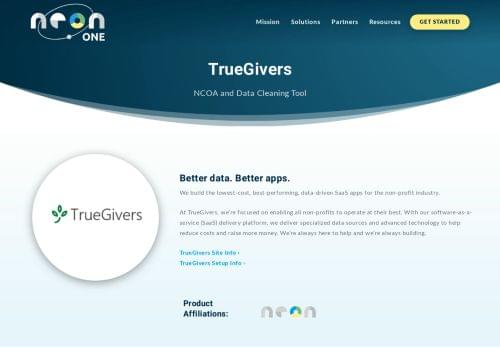 neon ONE
Mission Solutions Partners Resources GET STARTED
TrueGivers
NCOA and Data Cleaning Tool
TrueGivers
Better data. Better apps.
We build the lowest-cost, best-performing, data-driven SaaS apps for the non-profit industry.
At TrueGivers, we're focused on enabling all non-profits to operate at their best. With our software-as-a-
service (SaaS) delivery platform, we deliver specialized data sources and advanced technology to help
reduce costs and raise more money. We're always here to help and we're always building.
TrueGivers Site Info ›
TrueGivers Setup Info ›
Product
Affiliations:
neon